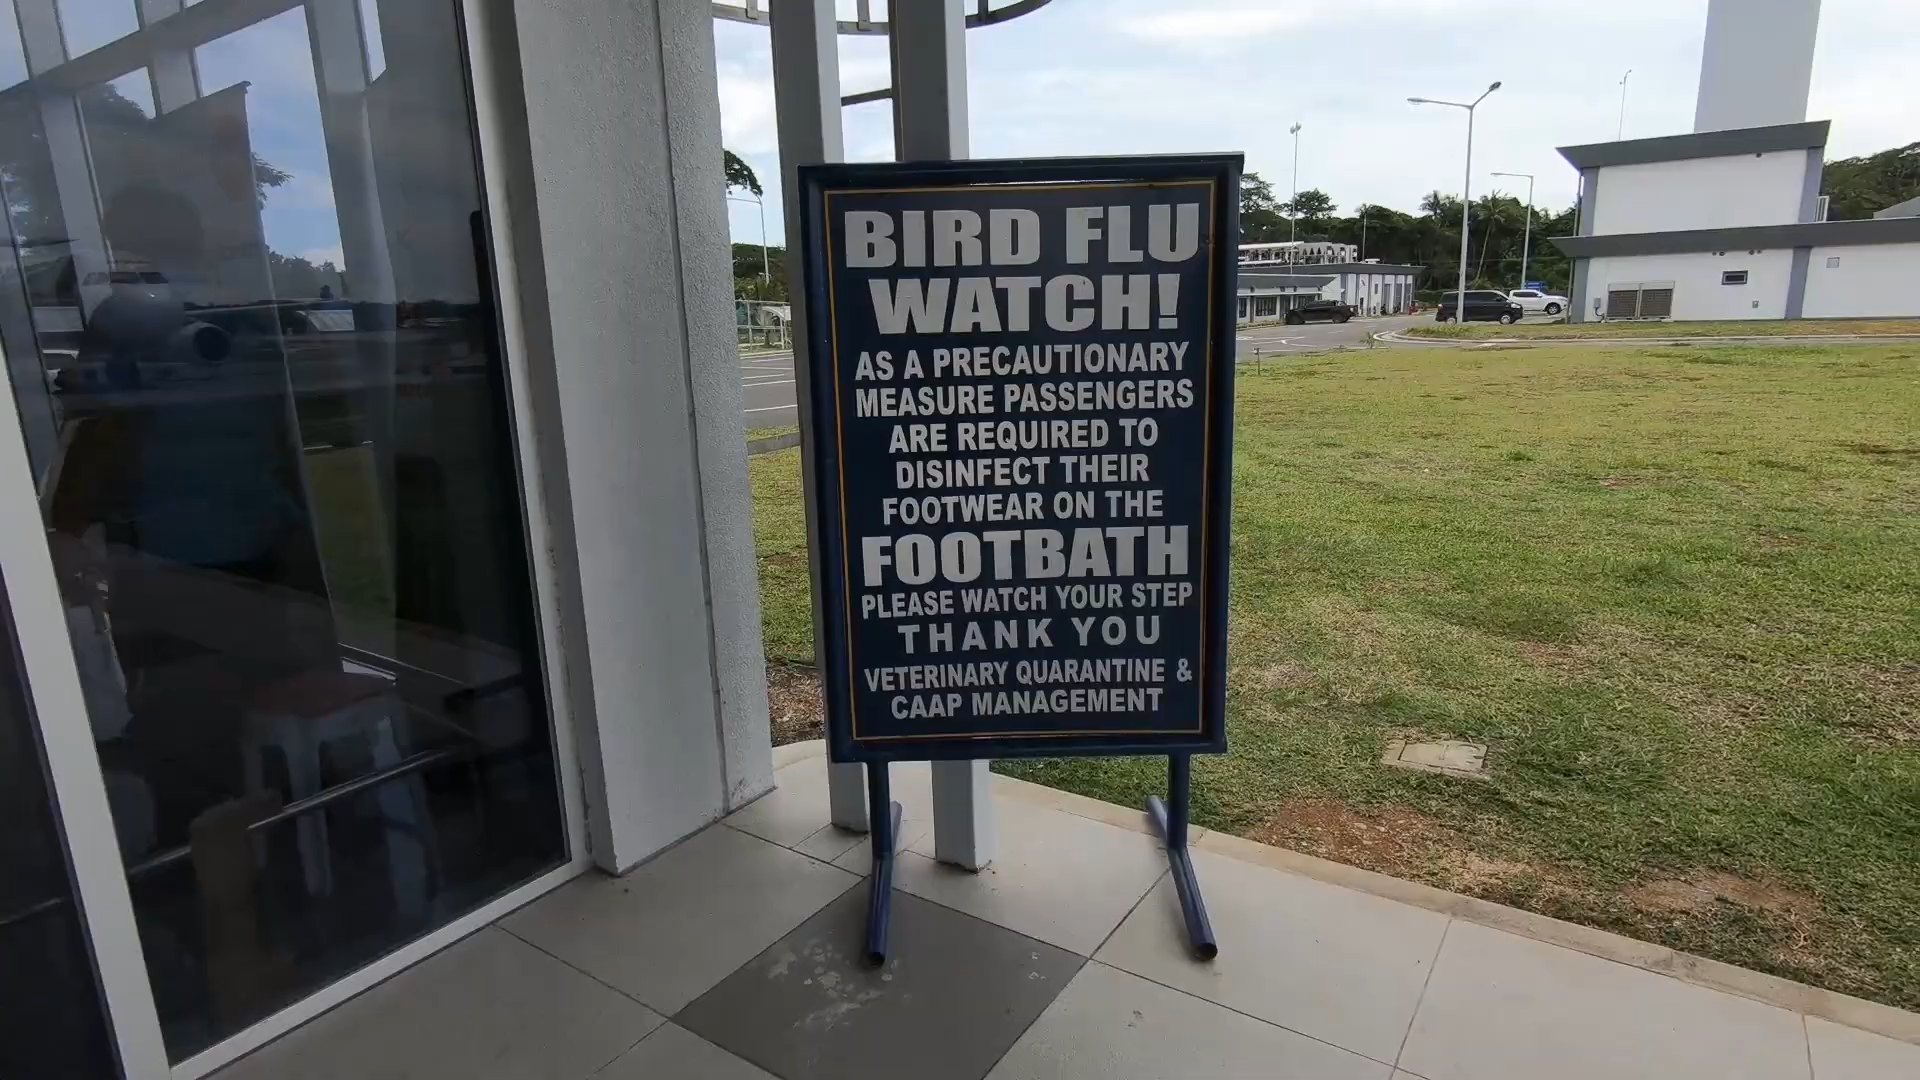 BIRD FLU
WATCH!
AS A PRECAUTIONARY
MEASURE PASSENGERS
ARE REQUIRED TO
DISINFECT THEIR
FOOTWEAR ON THE
FOOTBATH
PLEASE WATCH YOUR STEP
THANK YOU
VETERINARY QUARANTINE &
CAAP MANAGEMENT